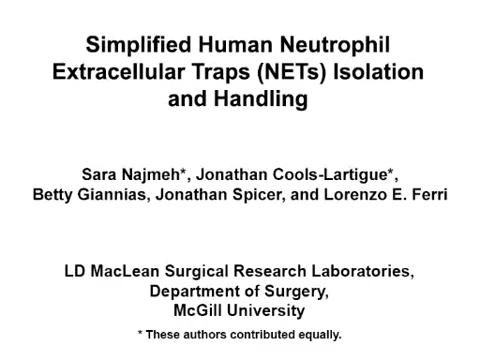 Simplified Human Neutrophil
Extracellular Traps (NETs) Isolation
and Handling
Sara Najmeh*, Jonathan Cools-Lartigue*,
Betty Giannias, Jonathan Spicer, and Lorenzo E. Ferri
LD MacLean Surgical Research Laboratories,
Department of Surgery,
McGill University
* These authors contributed equally.